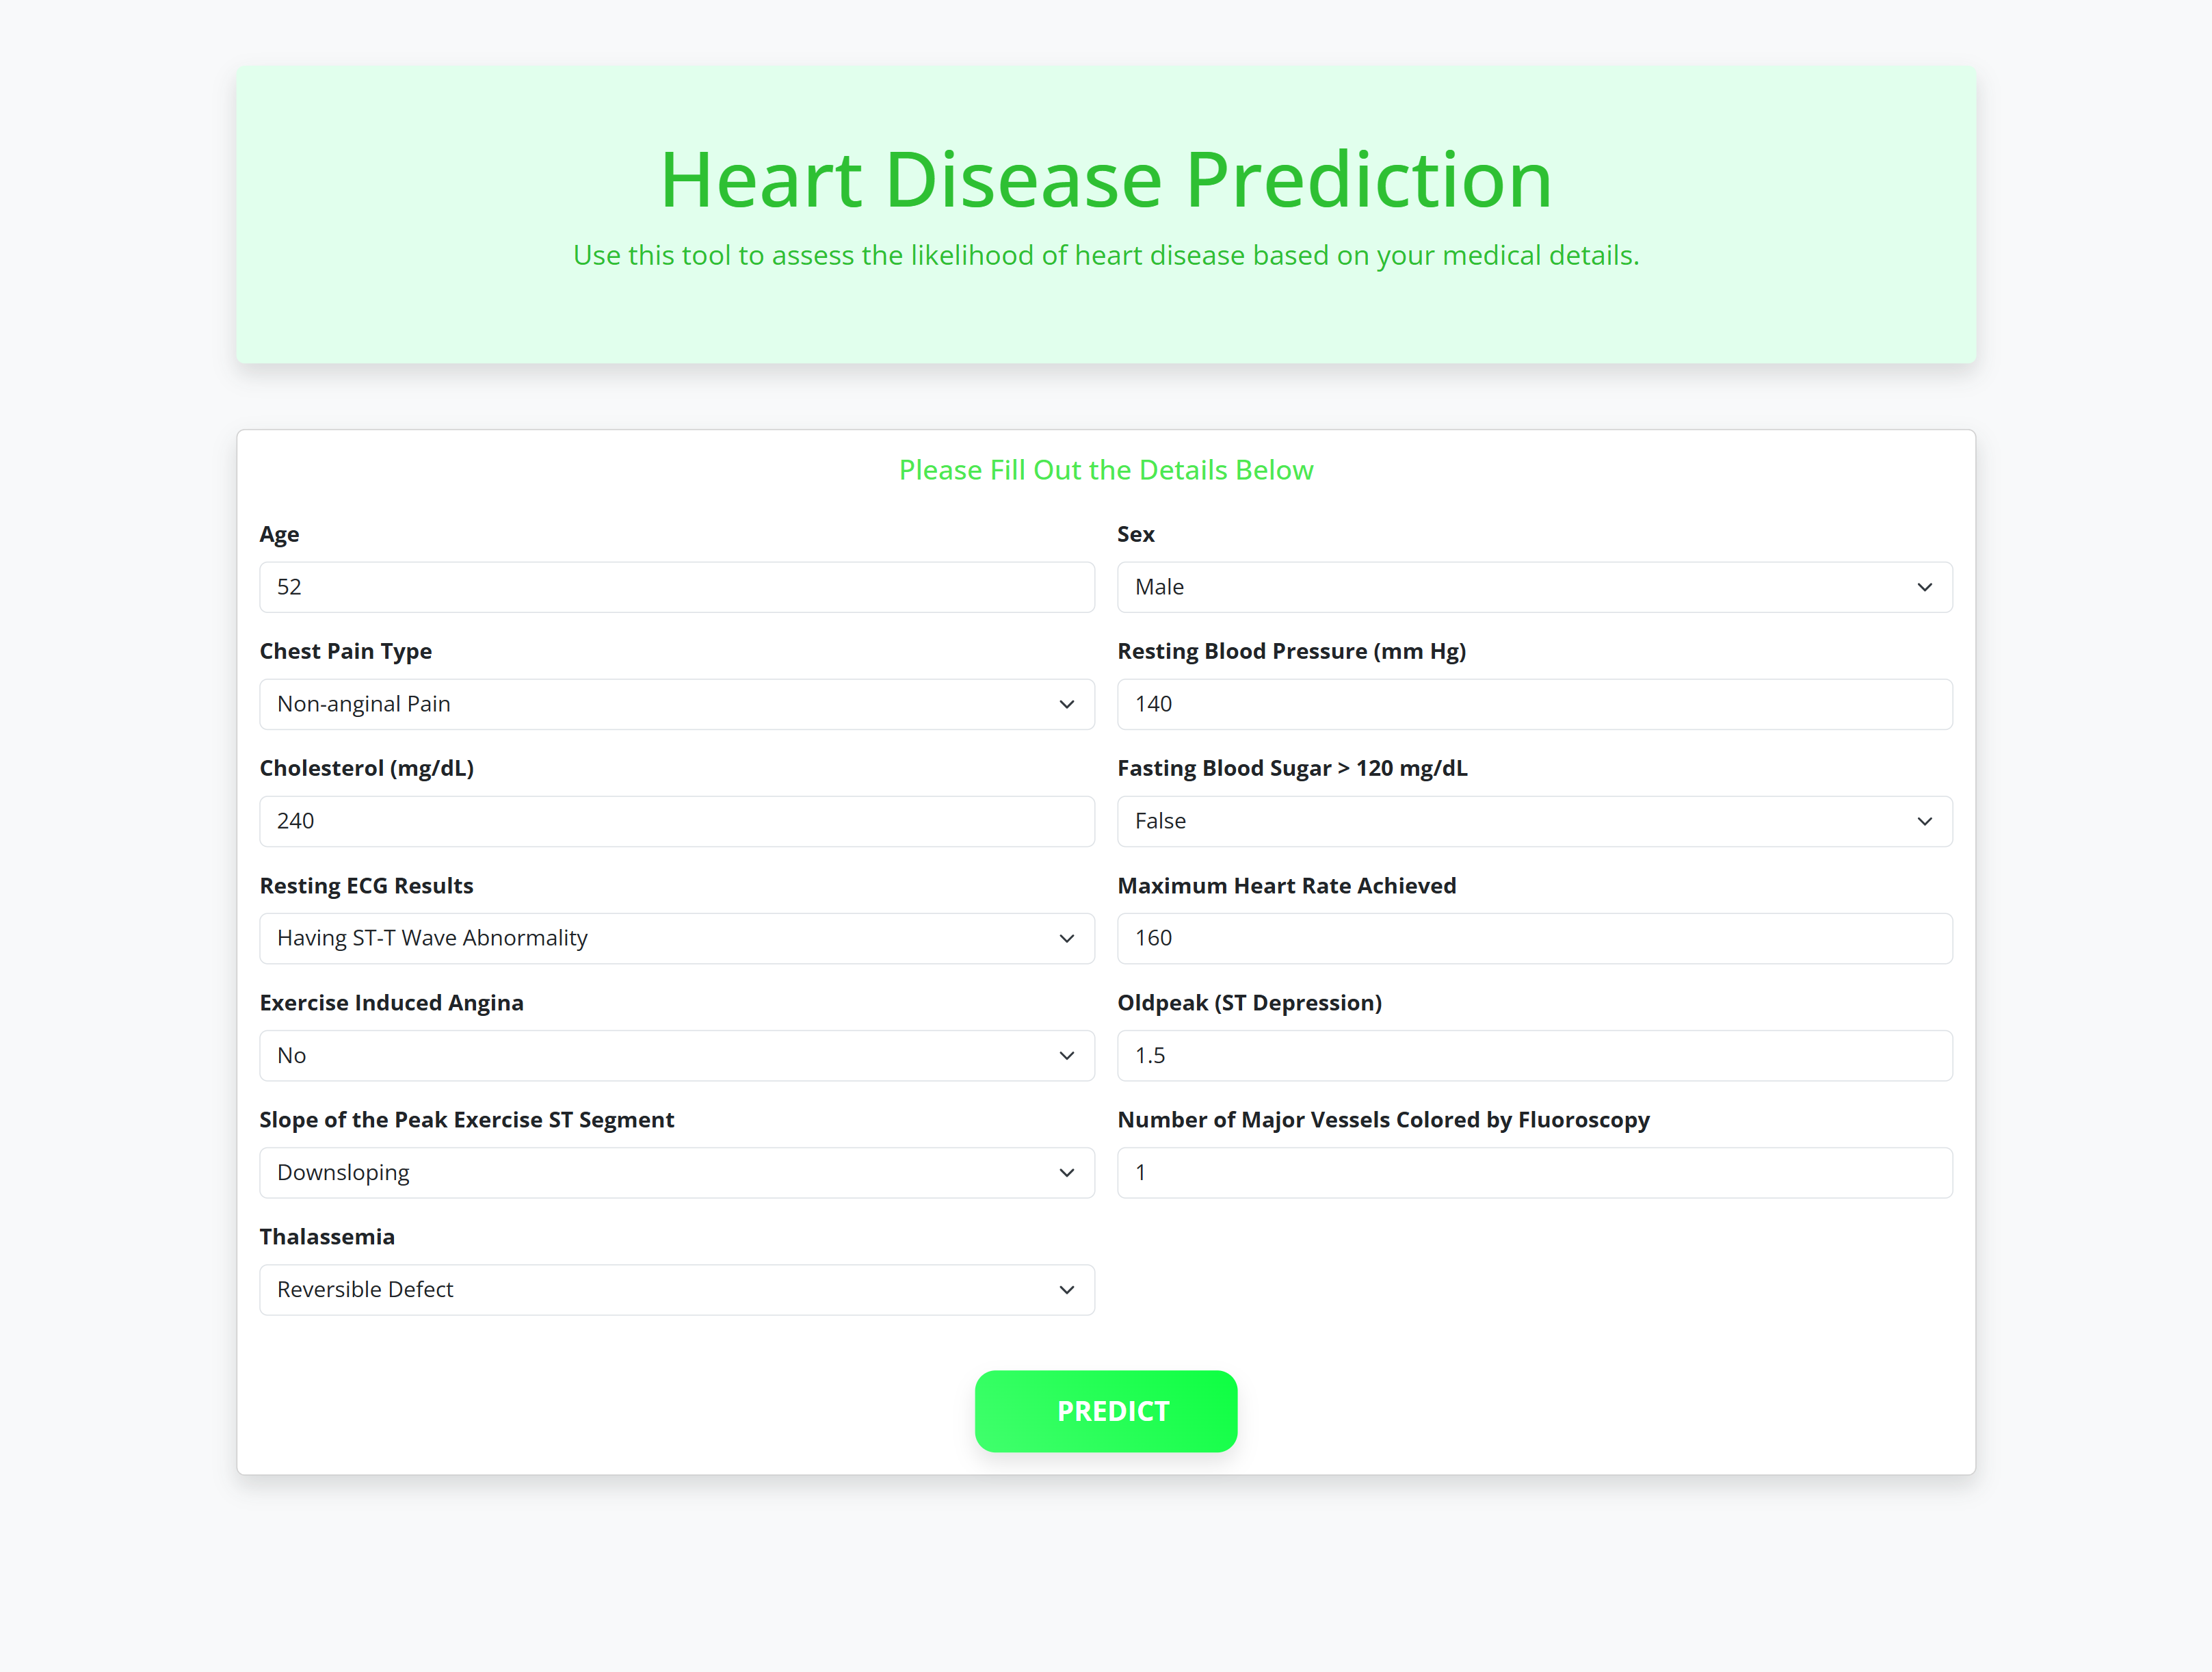 Heart Disease Prediction
Use this tool to assess the likelihood of heart disease based on your medical details.
Please Fill Out the Details Below
Age
Sex
52
Male
Chest Pain Type
Resting Blood Pressure (mm Hg)
Non-anginal Pain
140
Cholesterol (mg/dL)
Fasting Blood Sugar > 120 mg/dL
240
False
Resting ECG Results
Maximum Heart Rate Achieved
Having ST-T Wave Abnormality
160
Exercise Induced Angina
Oldpeak (ST Depression)
No
1.5
Slope of the Peak Exercise ST Segment
Number of Major Vessels Colored by Fluoroscopy
Downsloping
1
Thalassemia
Reversible Defect
PREDICT